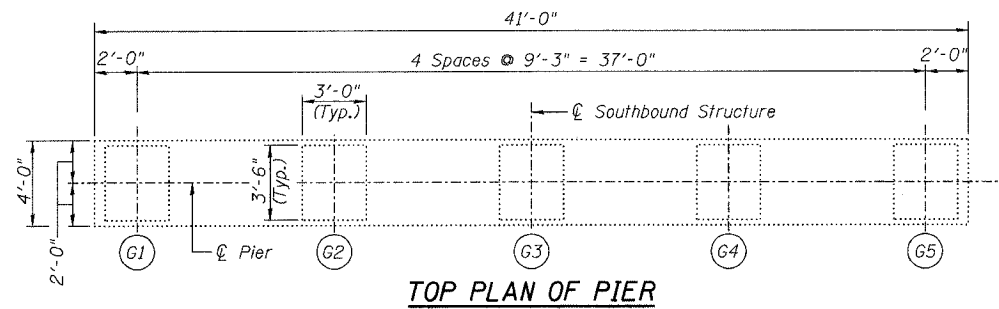 41'-0"
2'-0"
4 Spaces @ 9'-3" = 37'-0"
2'-0"
3'-0"
(Typ.)
℄ Southbound Structure
4'-0"
3'-6"
(Typ.)
2'-0"
℄ Pier
G1
G2
G3
G4
G5
TOP PLAN OF PIER